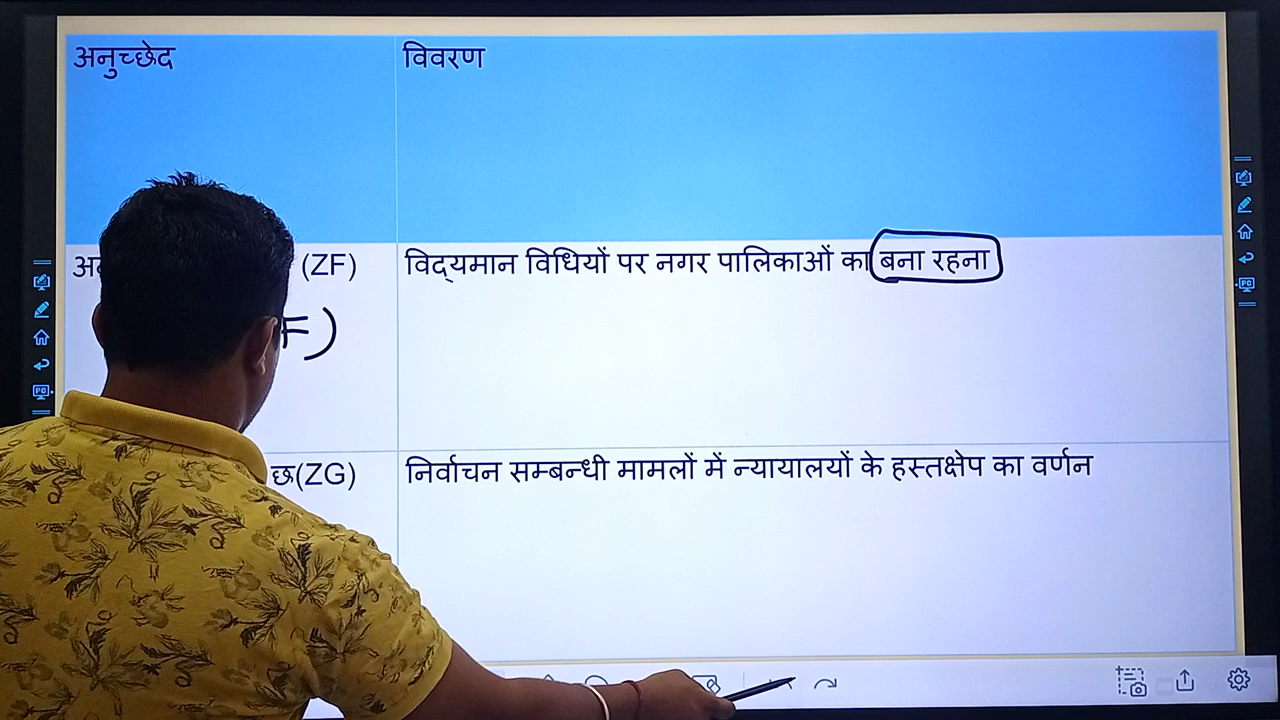 अनुच्छेद विवरण
(ZF) विद्यमान विधियों पर नगर पालिकाओं का बना रहना
F)
छ(ZG) निर्वाचन सम्बन्धी मामलों में न्यायालयों के हस्तक्षेप का वर्णन